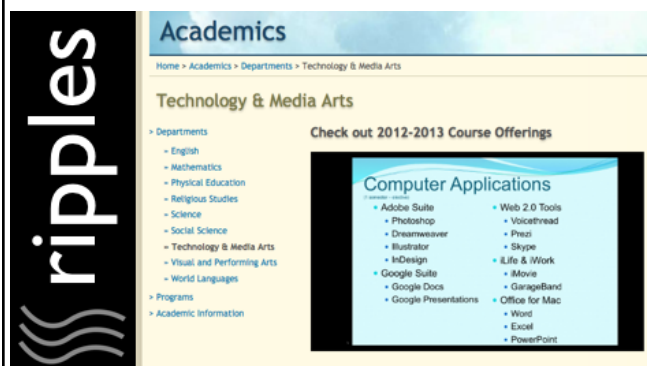 ripples
Academics
Home > Academics > Departments > Technology & Media Arts
Technology & Media Arts
> Departments
» English
» Mathematics
» Physical Education
» Religious Studies
» Science
» Social Science
» Technology & Media Arts
» Visual and Performing Arts
» World Languages
> Programs
> Academic Information
Check out 2012-2013 Course Offerings
Computer Applications
(1 semester - elective)
• Adobe Suite
• Photoshop
• Dreamweaver
• Illustrator
• InDesign
• Google Suite
• Google Docs
• Google Presentations
• Web 2.0 Tools
• Voicethread
• Prezi
• Skype
• iLife & iWork
• iMovie
• GarageBand
• Office for Mac
• Word
• Excel
• PowerPoint